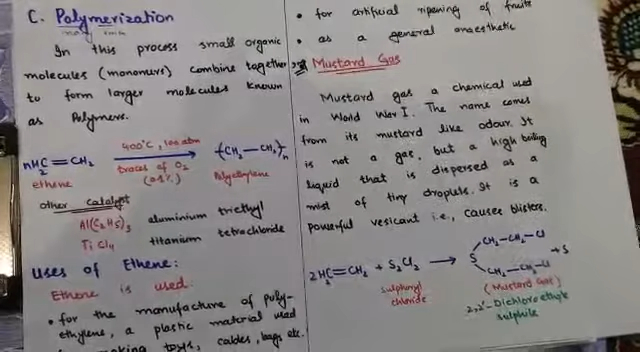 C. Polymerization
In this process small organic
molecules (monomers) combine together
to form larger molecules known
as Polymers.
400°C, 100 atm
nH₂C=CH₂ → {CH₂–CH₂}n
traces of O₂
(0.1%)
ethene
Polyethylene
other catalyst
Al(C₂H₅)₃ aluminium triethyl
TiCl₄ titanium tetrachloride
Uses of Ethene:
Ethene is used:
• for the manufacture of poly-
ethylene, a plastic material used
making toys, cables, bags etc.
• for artificial ripening of fruits
• as a general anaesthetic
Mustard Gas
Mustard gas a chemical used
in World War I. The name comes
from its mustard like odour. It
is not a gas, but a high boiling
liquid that is dispersed as a
mist of tiny droplets. It is a
powerful vesicant i.e., causes blisters.
CH₂–CH₂–Cl
2H₂C=CH₂ + S₂Cl₂ → S + S
CH₂–CH₂–Cl
chloride
(Mustard Gas)
2,2'-Dichloroethyle
sulphide